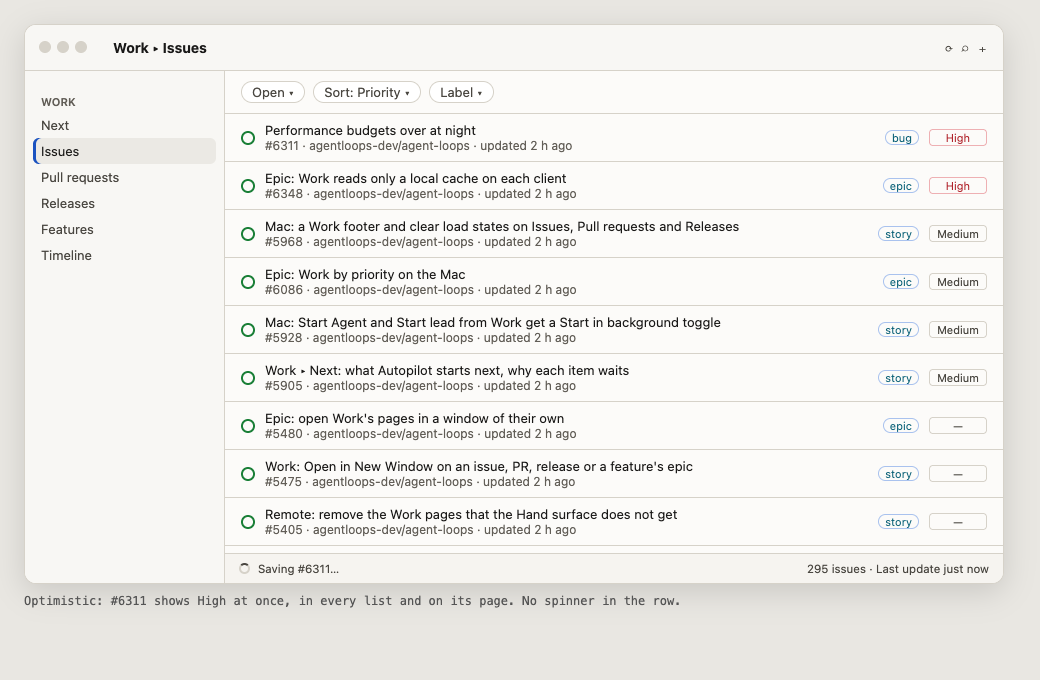 Work ▸ Issues
WORK
Next
Issues
Pull requests
Releases
Features
Timeline
Open ▾ Sort: Priority ▾ Label ▾
Performance budgets over at night
#6311 · agentloops-dev/agent-loops · updated 2 h ago
bug High
Epic: Work reads only a local cache on each client
#6348 · agentloops-dev/agent-loops · updated 2 h ago
epic High
Mac: a Work footer and clear load states on Issues, Pull requests and Releases
#5968 · agentloops-dev/agent-loops · updated 2 h ago
story Medium
Epic: Work by priority on the Mac
#6086 · agentloops-dev/agent-loops · updated 2 h ago
epic Medium
Mac: Start Agent and Start lead from Work get a Start in background toggle
#5928 · agentloops-dev/agent-loops · updated 2 h ago
story Medium
Work ▸ Next: what Autopilot starts next, why each item waits
#5905 · agentloops-dev/agent-loops · updated 2 h ago
story Medium
Epic: open Work's pages in a window of their own
#5480 · agentloops-dev/agent-loops · updated 2 h ago
epic —
Work: Open in New Window on an issue, PR, release or a feature's epic
#5475 · agentloops-dev/agent-loops · updated 2 h ago
story —
Remote: remove the Work pages that the Hand surface does not get
#5405 · agentloops-dev/agent-loops · updated 2 h ago
story —
Saving #6311…
295 issues · Last update just now
Optimistic: #6311 shows High at once, in every list and on its page. No spinner in the row.